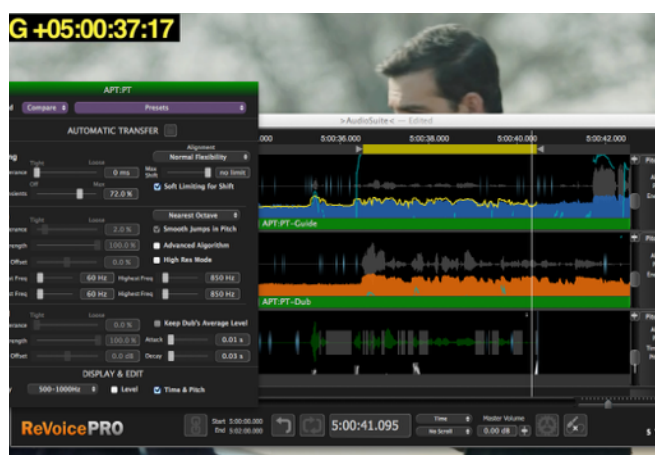 G +05:00:37:17
APT:PT
Compare
Presets
>AudioSuite< — Edited
AUTOMATIC TRANSFER
Alignment
Normal Flexibility
Tight
Loose
0 ms
Max Shift
no limit
Off
Max
72.0 %
Soft Limiting for Shift
5:00:36.000
5:00:38.000
5:00:40.000
5:00:42.000
APT:PT-Guide
Nearest Octave
Tight
Loose
2.0 %
Smooth Jumps in Pitch
100.0 %
Advanced Algorithm
Offset
0.0 %
High Res Mode
60 Hz
Highest Freq
850 Hz
60 Hz
Highest Freq
850 Hz
APT:PT-Dub
Tight
Loose
0.0 %
Keep Dub's Average Level
100.0 %
Attack
0.01 s
Offset
0.0 dB
Decay
0.03 s
DISPLAY & EDIT
500-1000Hz
Level
Time & Pitch
ReVoicePRO
Start 5:00:00.000
End 5:02:00.000
5:00:41.095
Time
No Scroll
Master Volume
0.00 dB